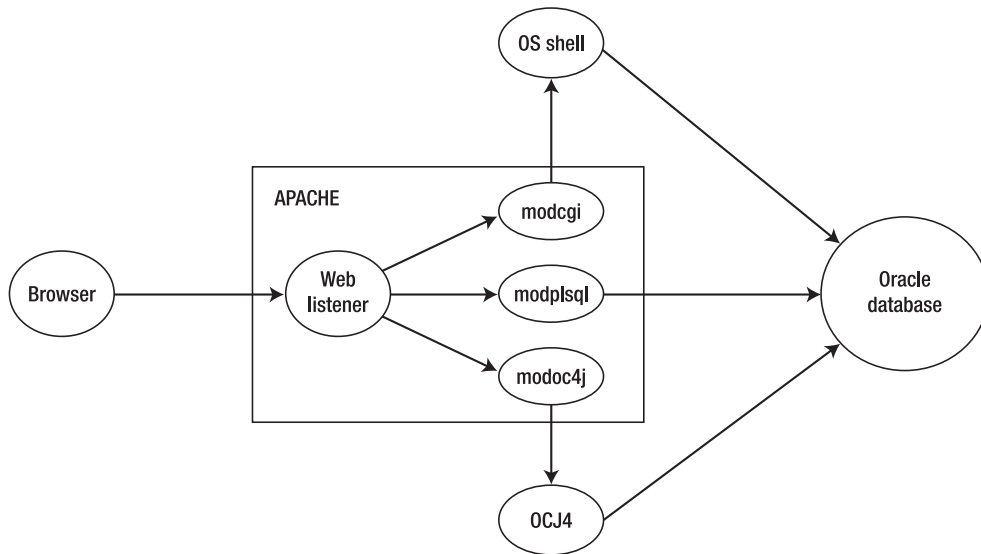 OS shell
APACHE
modcgi
Browser
Web
listener
modplsql
Oracle
database
modoc4j
OCJ4